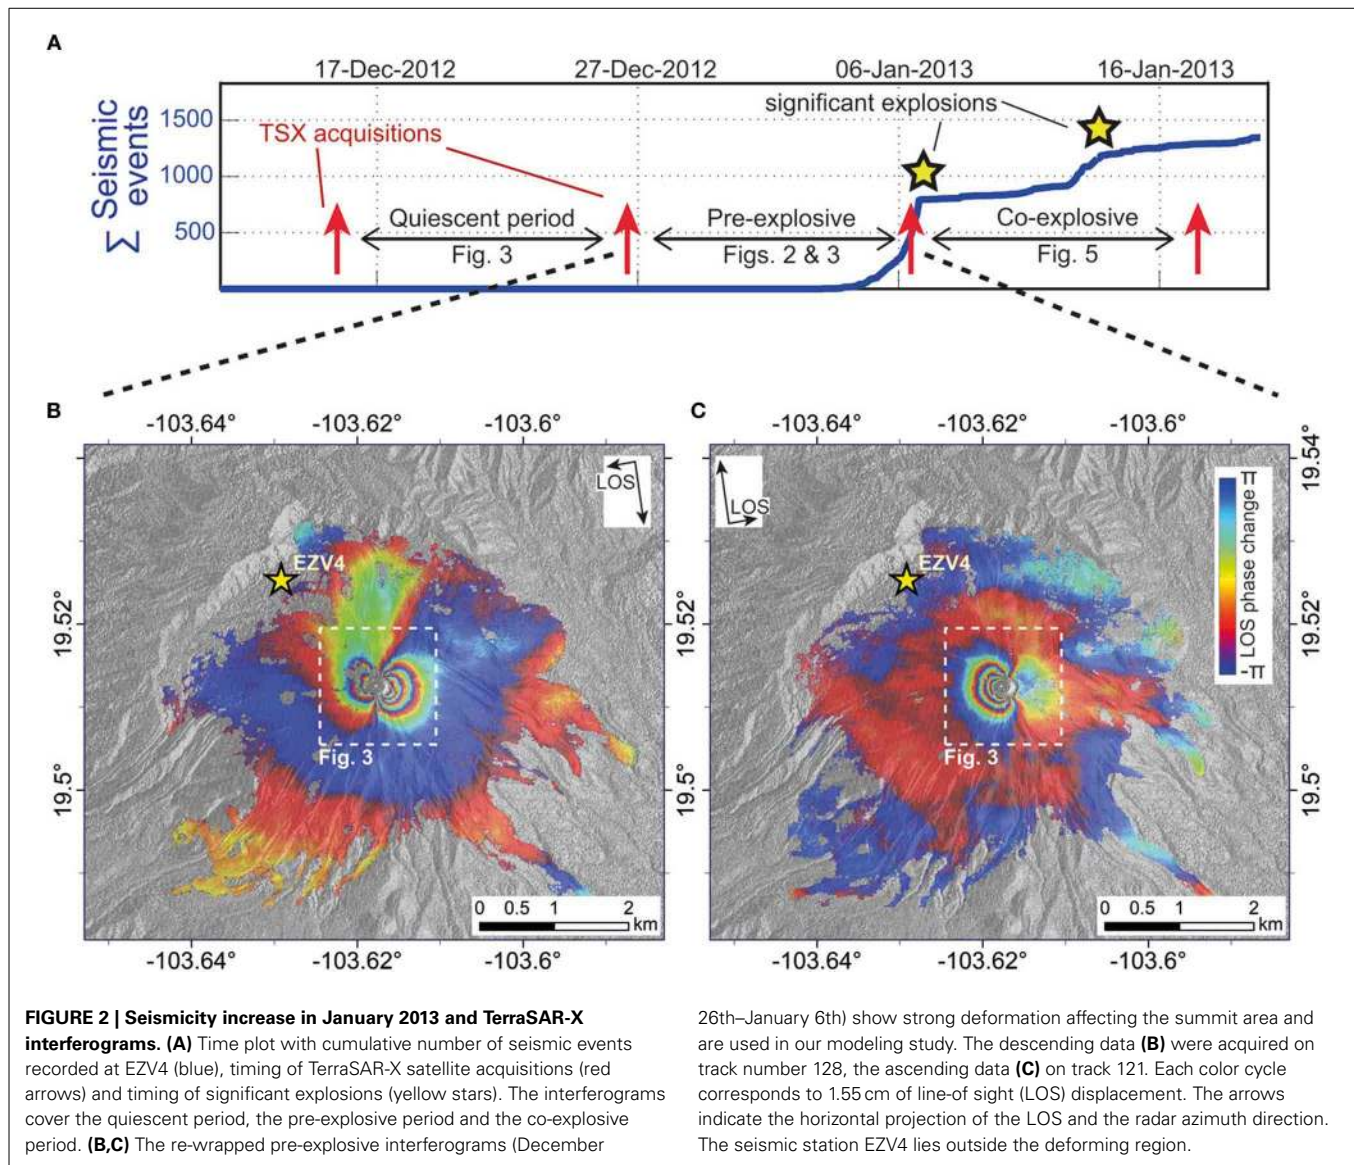 A
17-Dec-2012 27-Dec-2012 06-Jan-2013 16-Jan-2013
significant explosions
Σ Seismic events
1500
1000
500
TSX acquisitions
Quiescent period Pre-explosive Co-explosive
Fig. 3 Figs. 2 & 3 Fig. 5
B
-103.64° -103.62° -103.6°
LOS
EZV4
19.52°
19.5°
Fig. 3
0 0.5 1 2
km
-103.64° -103.62° -103.6°
C
-103.64° -103.62° -103.6°
LOS
EZV4
π
LOS phase change
-π
19.54°
19.52°
19.5°
Fig. 3
0 0.5 1 2
km
-103.64° -103.62° -103.6°
FIGURE 2 | Seismicity increase in January 2013 and TerraSAR-X
interferograms. (A) Time plot with cumulative number of seismic events
recorded at EZV4 (blue), timing of TerraSAR-X satellite acquisitions (red
arrows) and timing of significant explosions (yellow stars). The interferograms
cover the quiescent period, the pre-explosive period and the co-explosive
period. (B,C) The re-wrapped pre-explosive interferograms (December
26th–January 6th) show strong deformation affecting the summit area and
are used in our modeling study. The descending data (B) were acquired on
track number 128, the ascending data (C) on track 121. Each color cycle
corresponds to 1.55 cm of line-of sight (LOS) displacement. The arrows
indicate the horizontal projection of the LOS and the radar azimuth direction.
The seismic station EZV4 lies outside the deforming region.